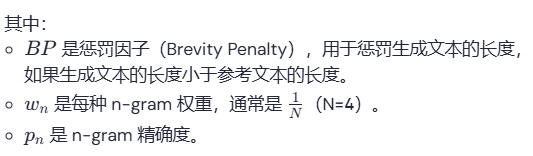 其中：
○ BP 是惩罚因子（Brevity Penalty），用于惩罚生成文本的长度，
如果生成文本的长度小于参考文本的长度。
○ wₙ 是每种 n-gram 权重，通常是 1/N（N=4）。
○ pₙ 是 n-gram 精确度。